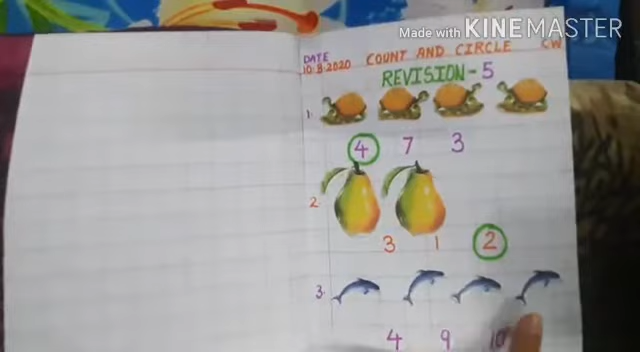 Made with KINEMASTER
DATE
10.8.2020 COUNT AND CIRCLE CW
REVISION-5
1.
4 7 3
2
3 1 2
3.
4 9 10